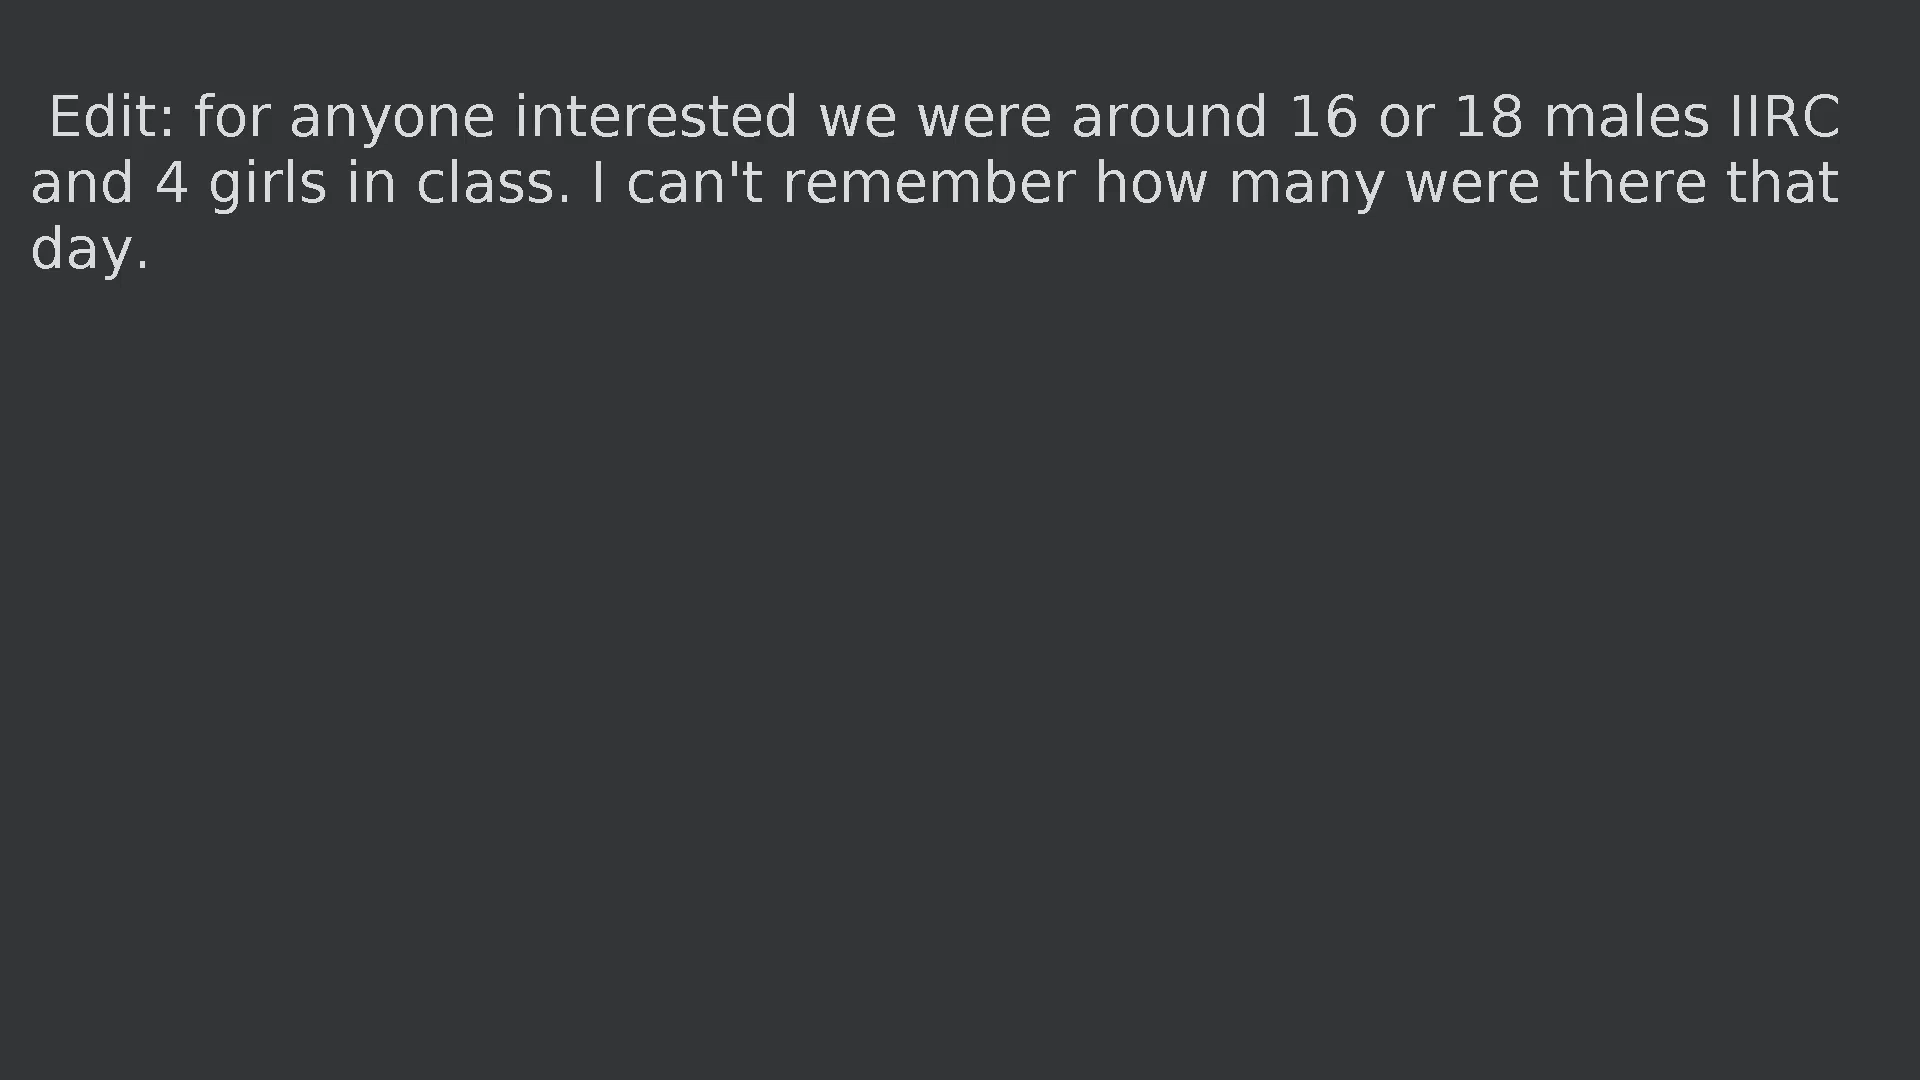 Edit: for anyone interested we were around 16 or 18 males IIRC
and 4 girls in class. I can't remember how many were there that
day.